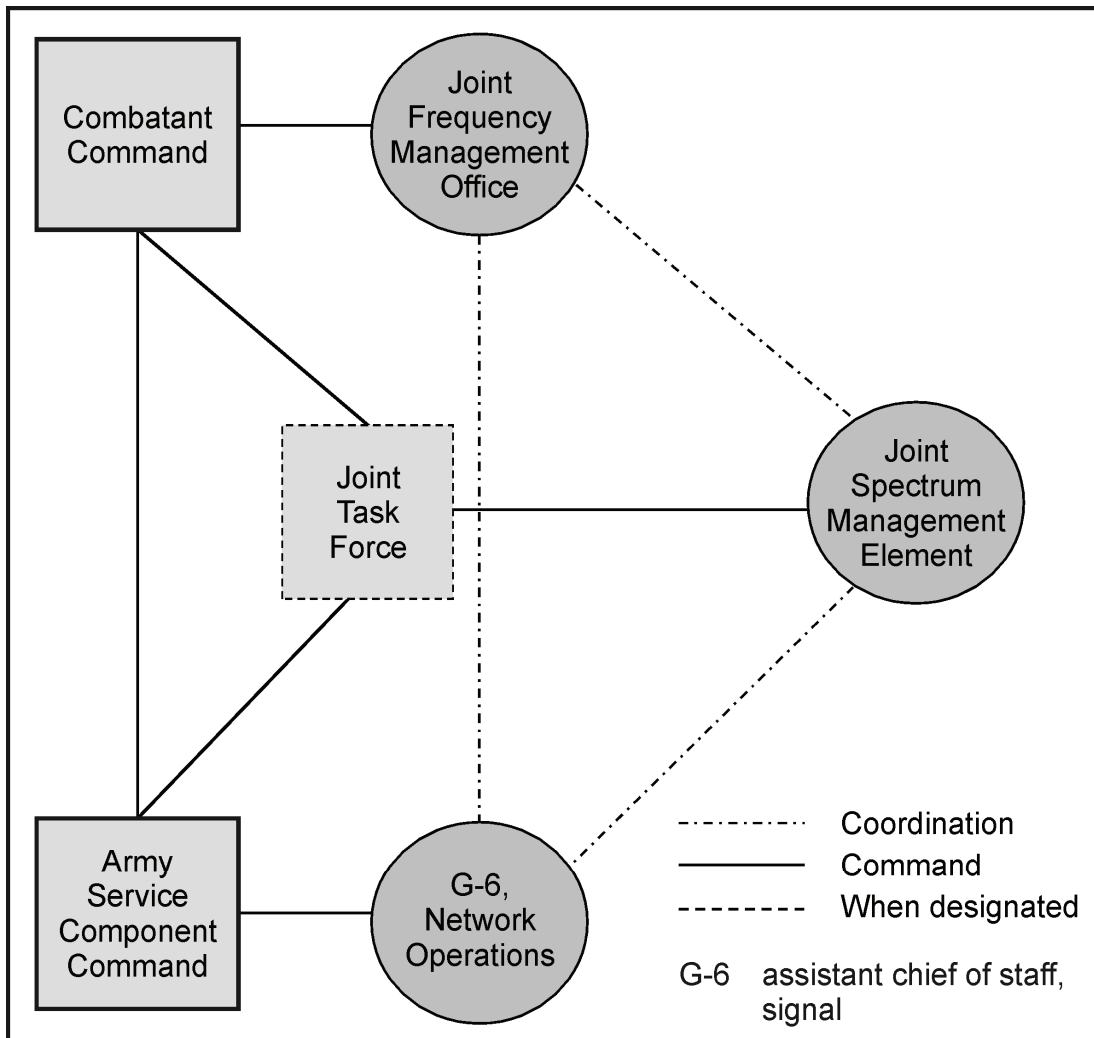 Combatant
Command
Joint
Frequency
Management
Office
Joint
Task
Force
Joint
Spectrum
Management
Element
Army
Service
Component
Command
G-6,
Network
Operations
Coordination
Command
When designated
G-6 assistant chief of staff,
signal